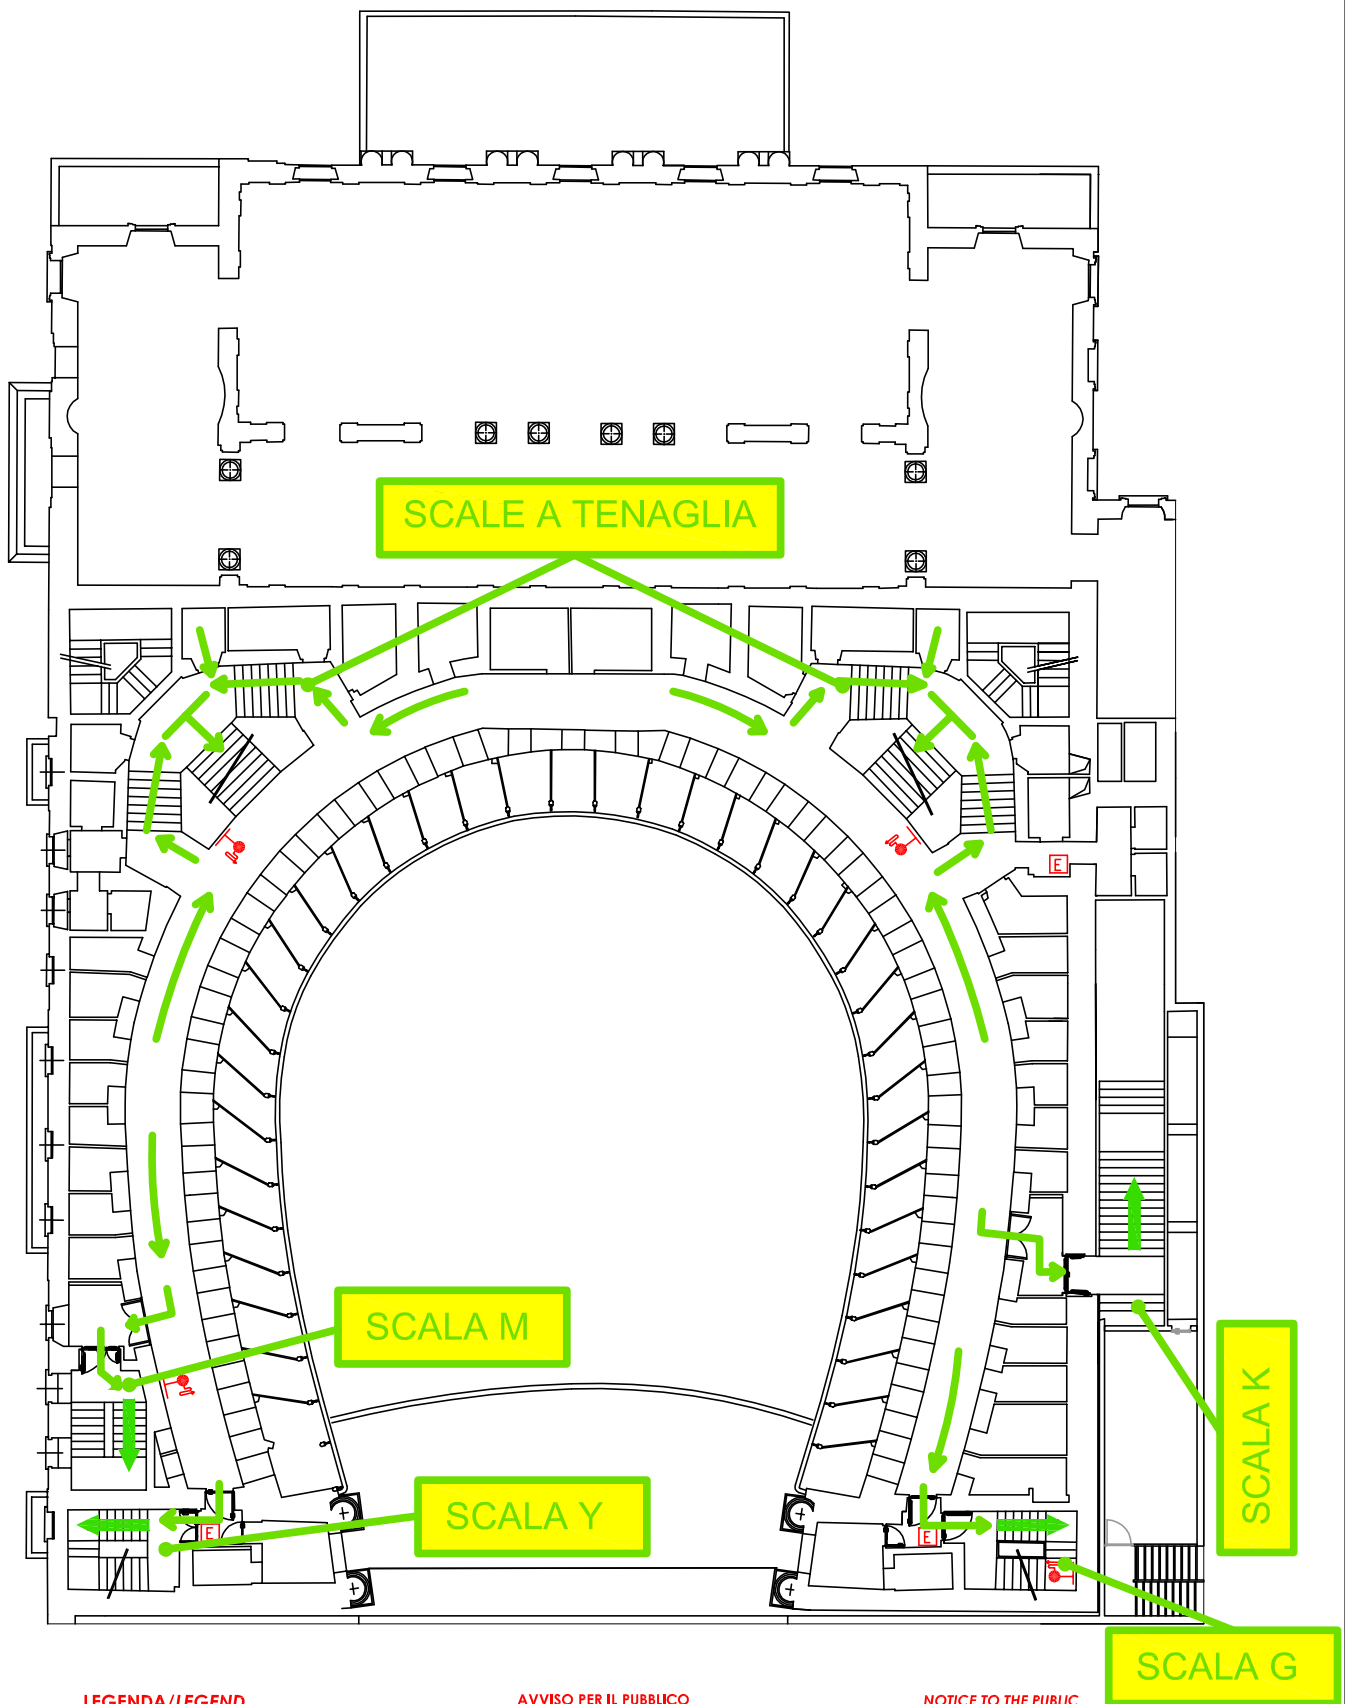 SCALE A TENAGLIA
E
SCALA M
SCALA K
SCALA Y
E
E
SCALA G
LEGENDA/LEGEND
AVVISO PER IL PUBBLICO
NOTICE TO THE PUBLIC